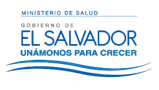 MINISTERIO DE SALUD
GOBIERNO DE
EL SALVADOR
UNÁMONOS PARA CRECER